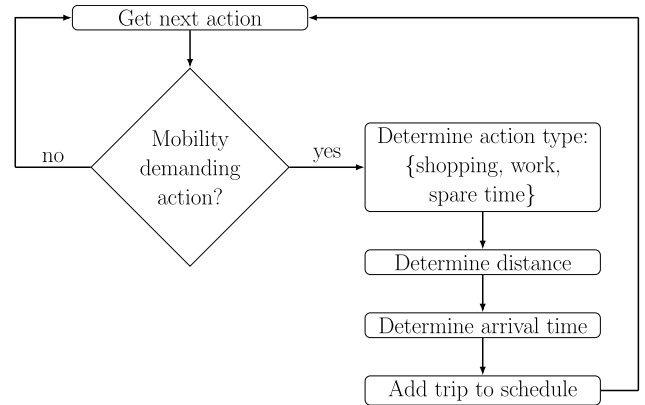 Get next action
Mobility
demanding
action?
no
yes
Determine action type:
{shopping, work,
spare time}
Determine distance
Determine arrival time
Add trip to schedule